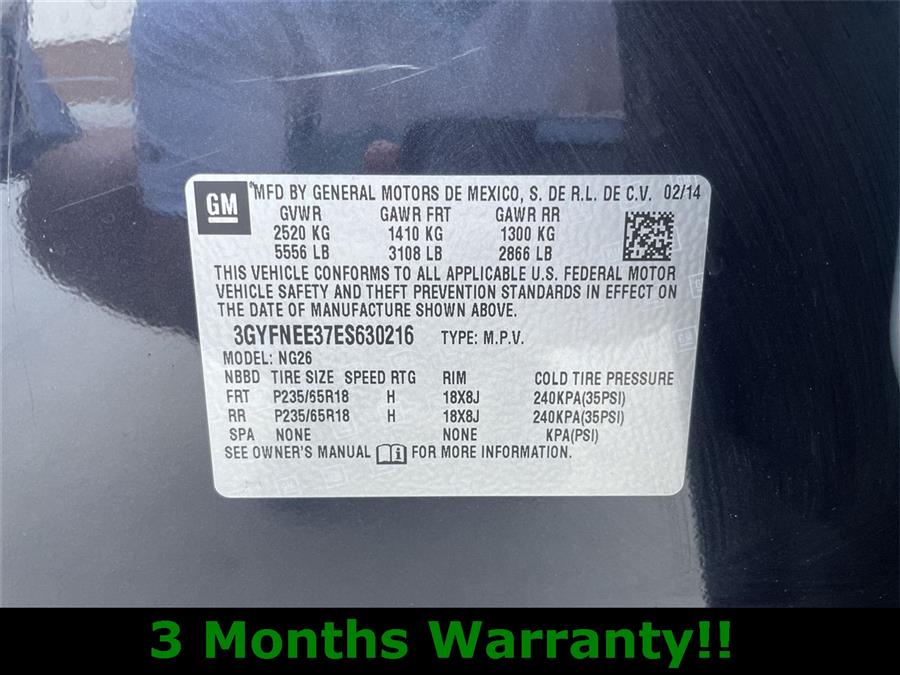 GM
*MFD BY GENERAL MOTORS DE MEXICO, S. DE R.L. DE C.V. 02/14
GVWR GAWR FRT GAWR RR
2520 KG 1410 KG 1300 KG
5556 LB 3108 LB 2866 LB
THIS VEHICLE CONFORMS TO ALL APPLICABLE U.S. FEDERAL MOTOR
VEHICLE SAFETY AND THEFT PREVENTION STANDARDS IN EFFECT ON
THE DATE OF MANUFACTURE SHOWN ABOVE.
3GYFNEE37ES630216 TYPE: M.P.V.
MODEL: NG26
NBBD TIRE SIZE SPEED RTG RIM COLD TIRE PRESSURE
FRT P235/65R18 H 18X8J 240KPA(35PSI)
RR P235/65R18 H 18X8J 240KPA(35PSI)
SPA NONE NONE KPA(PSI)
SEE OWNER'S MANUAL i FOR MORE INFORMATION.
3 Months Warranty!!